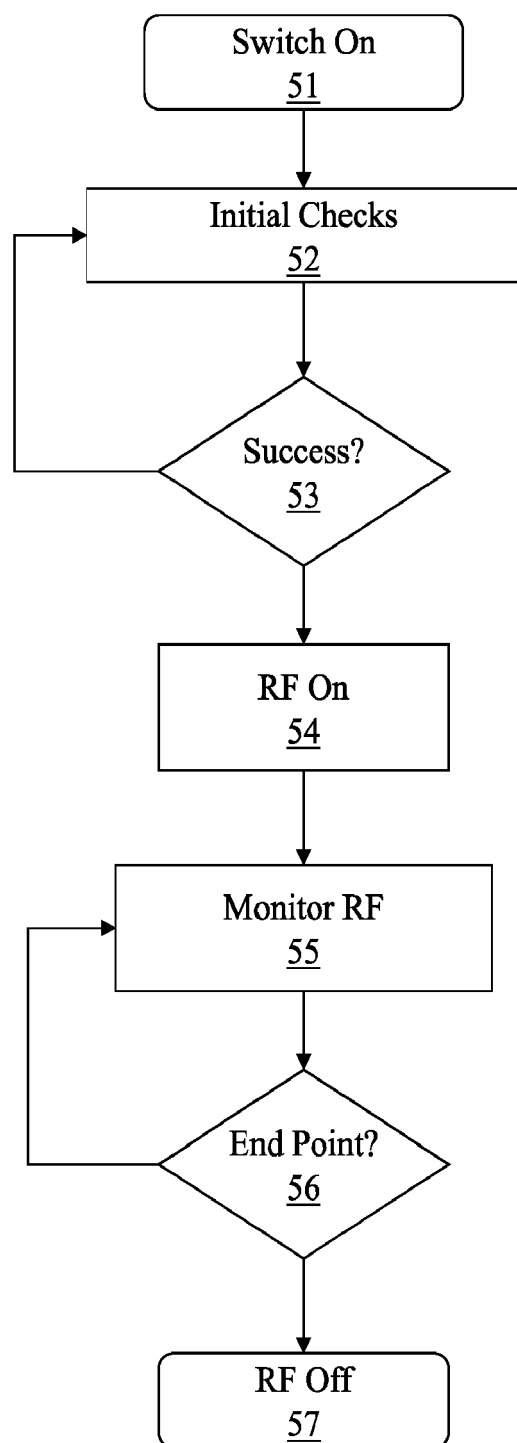 Switch On
51
Initial Checks
52
Success?
53
RF On
54
Monitor RF
55
End Point?
56
RF Off
57